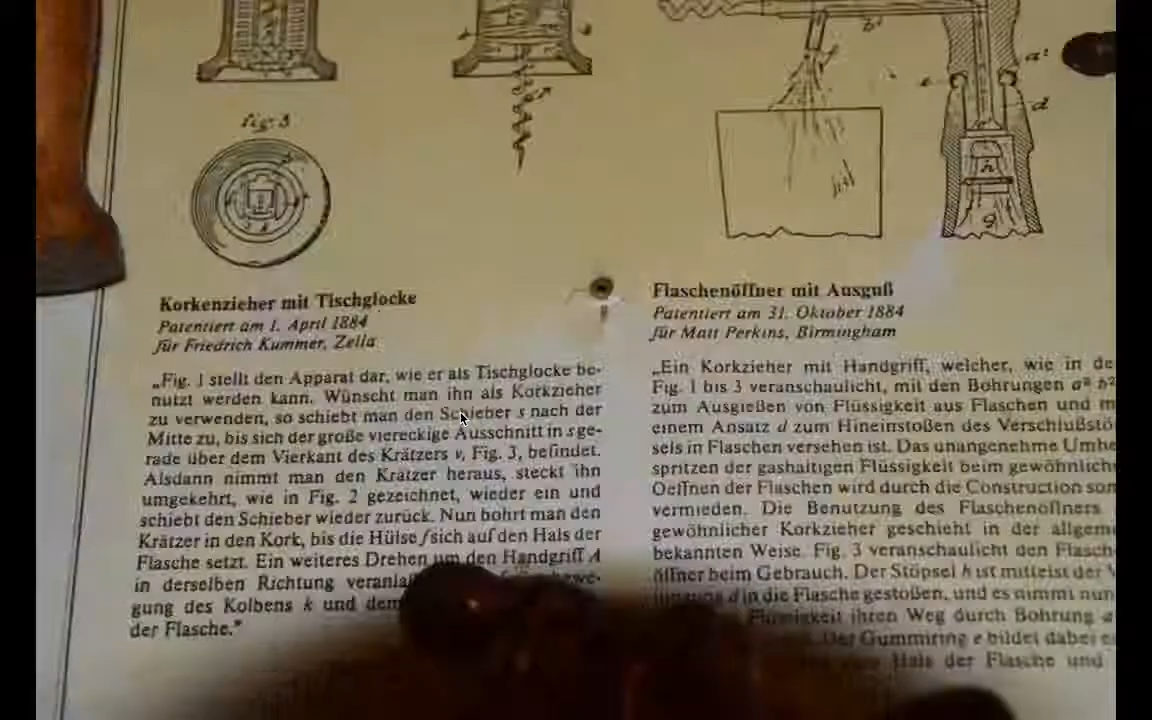 fig. 3
Korkenzieher mit Tischglocke
Patentiert am 1. April 1884
für Friedrich Kummer, Zella
„Fig. 1 stellt den Apparat dar, wie er als Tischglocke be-
nutzt werden kann. Wünscht man ihn als Korkzieher
zu verwenden, so schiebt man den Schieber s nach der
Mitte zu, bis sich der große viereckige Ausschnitt in s ge-
rade über dem Vierkant des Krätzers v, Fig. 3, befindet.
Alsdann nimmt man den Krätzer heraus, steckt ihn
umgekehrt, wie in Fig. 2 gezeichnet, wieder ein und
schiebt den Schieber wieder zurück. Nun bohrt man den
Krätzer in den Kork, bis die Hülse f sich auf den Hals der
Flasche setzt. Ein weiteres Drehen um den Handgriff A
in derselben Richtung
gung des Kolbens k und
der Flasche."
b'
a'
e
d
h
g
Flaschenöffner mit Ausguß
Patentiert am 31. Oktober 1884
für Matt Perkins, Birmingham
„Ein Korkzieher mit Handgriff, welcher, wie in
Fig. 1 bis 3 veranschaulicht, mit den Bohrungen
zum Ausgießen von Flüssigkeit aus Flaschen und
einem Ansatz d zum Hineinstoßen des
sels in Flaschen versehen ist. Das unangenehme
spritzen der gashaltigen Flüssigkeit beim
Oeffnen der Flaschen wird durch die Construction
vermieden. Die Benutzung des Flaschenöffners
gewöhnlicher Korkzieher geschieht in der
bekannten Weise. Fig. 3 veranschaulicht den
öffner beim Gebrauch. Der Stöpsel h ist mittelst der
d in die Flasche gestoßen, und es nimmt nun
Flüssigkeit ihren Weg durch Bohrung
Der Gummiring e bildet dabei
Hals der Flasche und